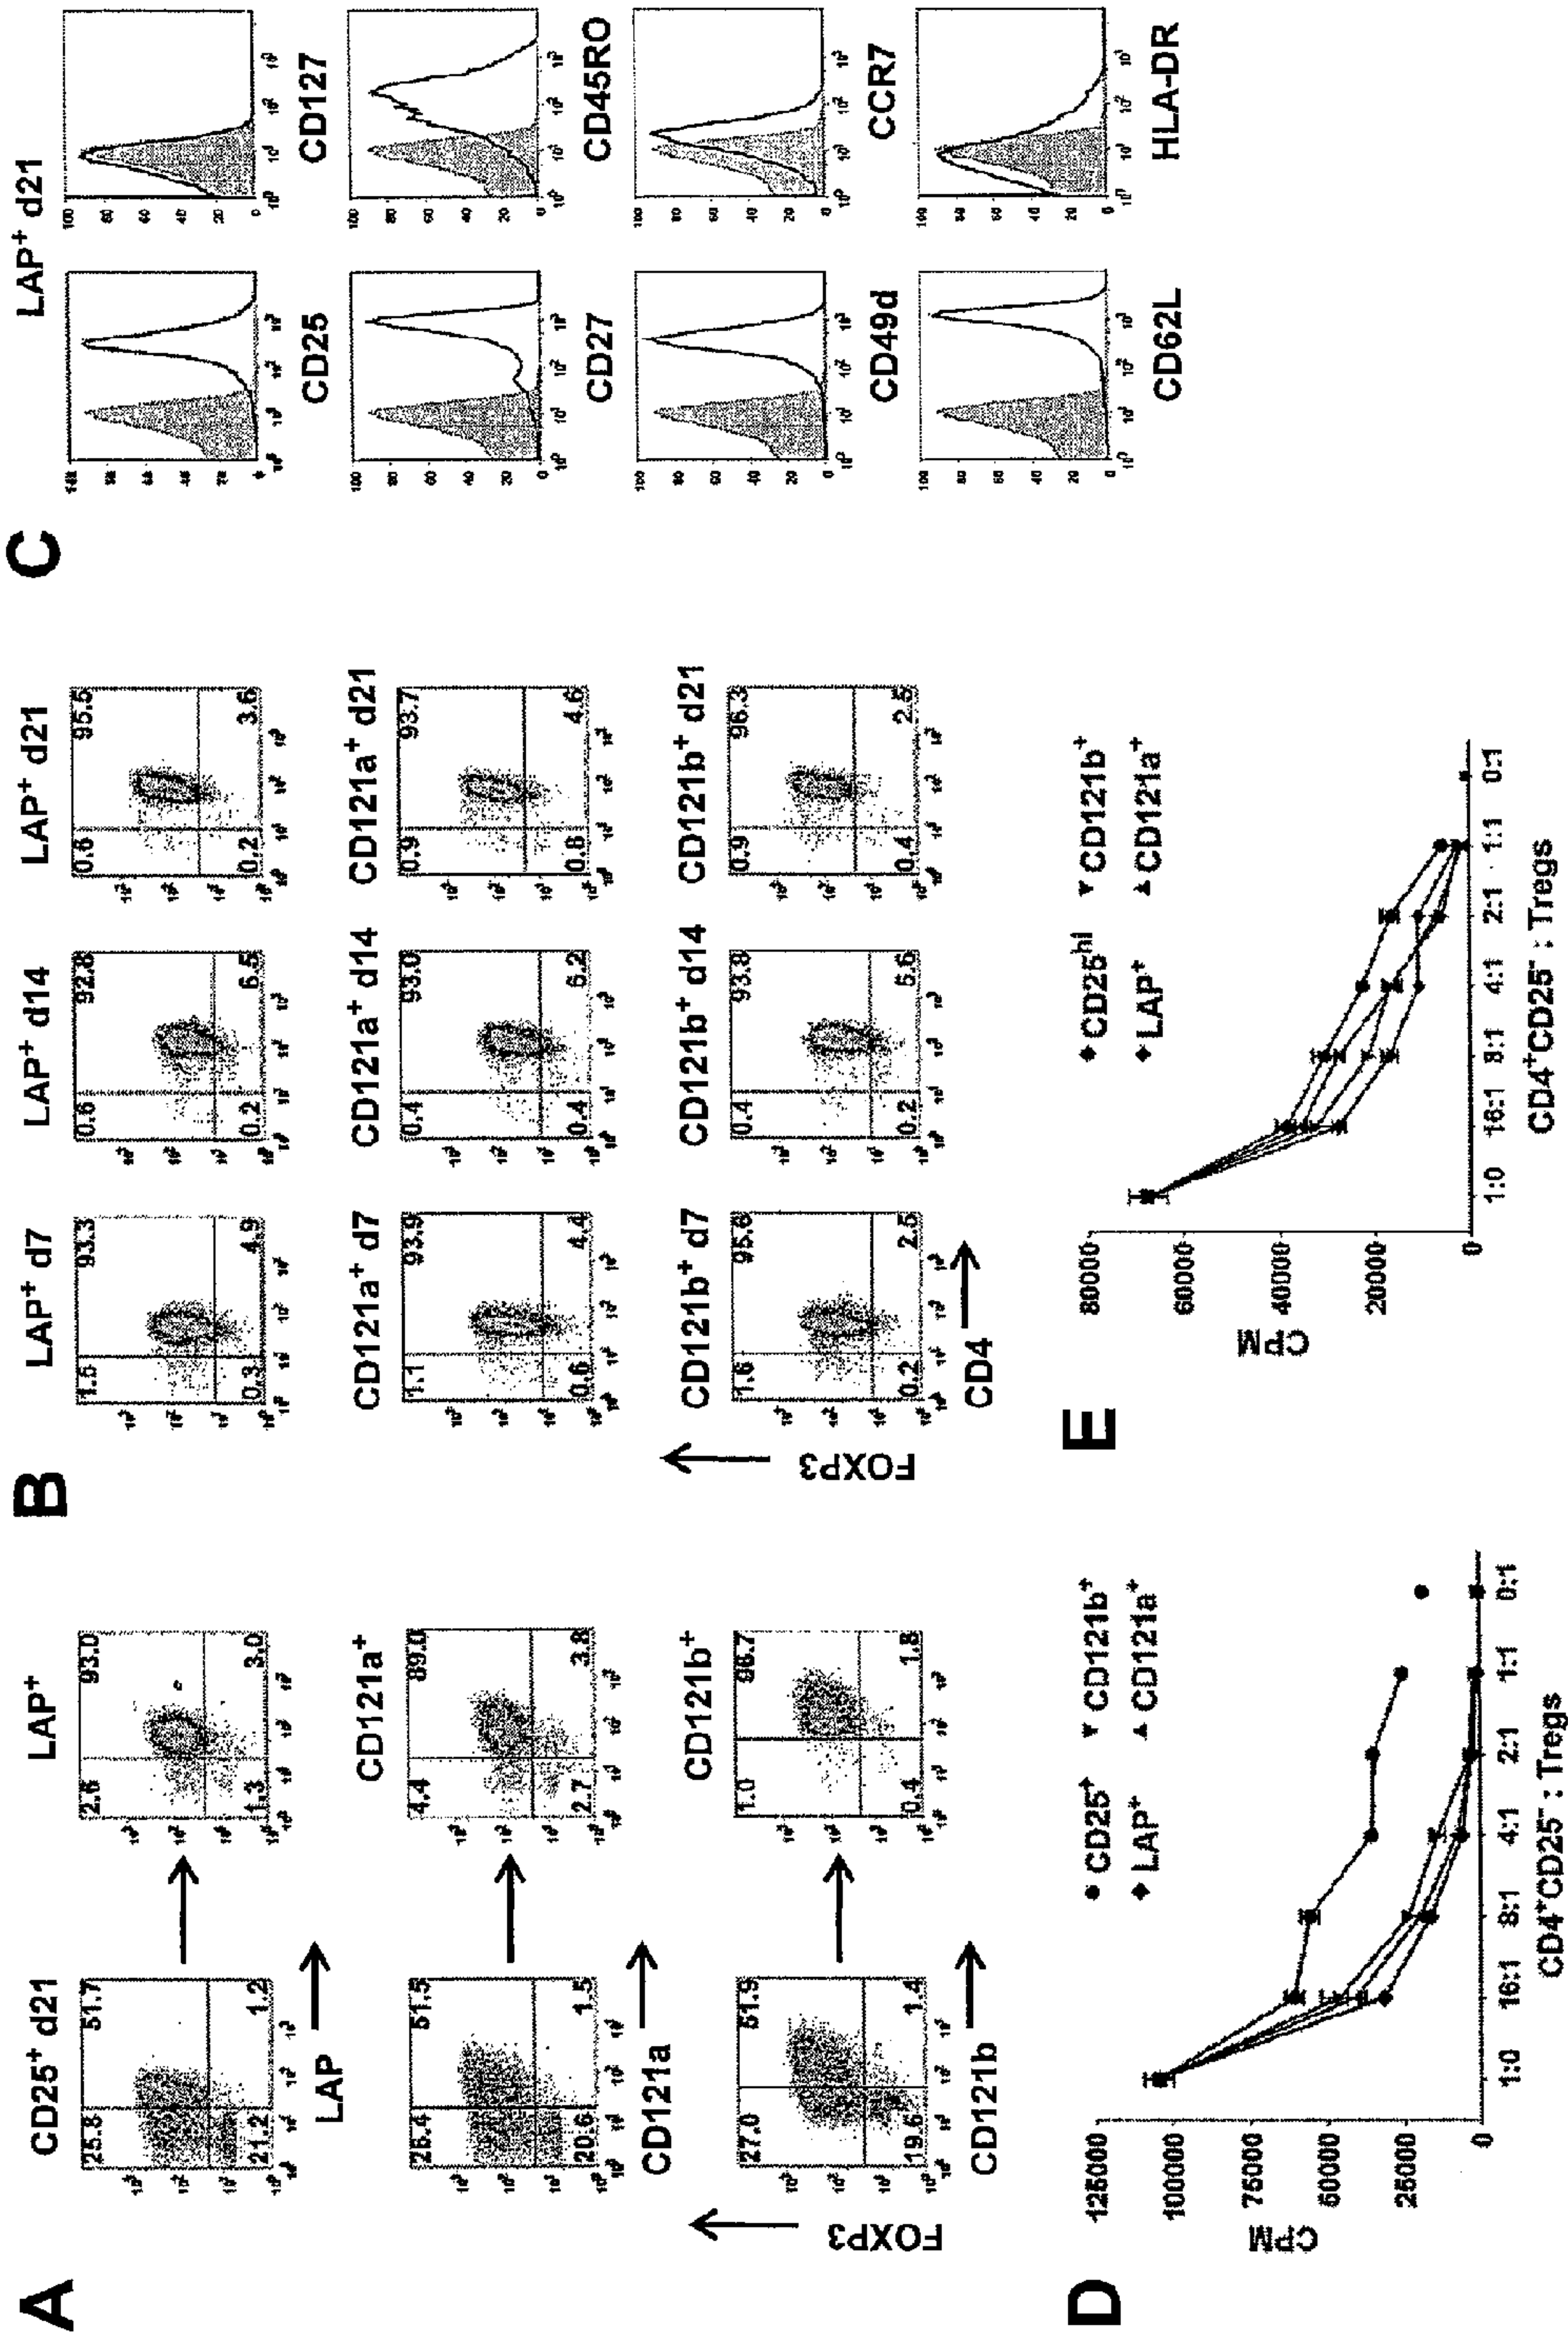 A
CD25⁺ d21
25.8 51.7
21.2 1.2
LAP
LAP⁺
2.6 93.0
1.3 3.0
51.5
20.6 1.5
CD121a
CD121a⁺
4.4 89.0
2.7 3.8
27.0 51.9
19.6 1.4
CD121b
CD121b⁺
1.0
0.4 1.8
FOXP3
B
LAP⁺ d7
1.5 93.3
0.3 4.9
LAP⁺ d14
0.6 92.8
0.2 6.5
LAP⁺ d21
0.6 95.5
0.2 3.6
CD121a⁺ d7
1.1 93.9
0.6 4.4
CD121a⁺ d14
0.4 93.0
0.4 6.2
CD121a⁺ d21
0.9 93.7
0.8 4.6
CD121b⁺ d7
1.6 95.6
0.2 2.5
CD121b⁺ d14
0.4 93.8
0.2 5.6
CD121b⁺ d21
0.9 96.3
0.4 2.5
FOXP3
CD4
C
LAP⁺ d21
CD25
CD127
CD27
CD45RO
CD49d
CCR7
CD62L
HLA-DR
D
CD25⁺ CD121b⁺
LAP⁺ CD121a⁺
CPM
125000
100000
75000
50000
25000
0
1:0 16:1 8:1 4:1 2:1 1:1 0:1
CD4⁺CD25⁻ : Tregs
E
CD25ʰⁱ CD121b⁺
LAP⁺ CD121a⁺
CPM
80000
60000
40000
20000
0
1:0 16:1 8:1 4:1 2:1 1:1 0:1
CD4⁺CD25⁻ : Tregs